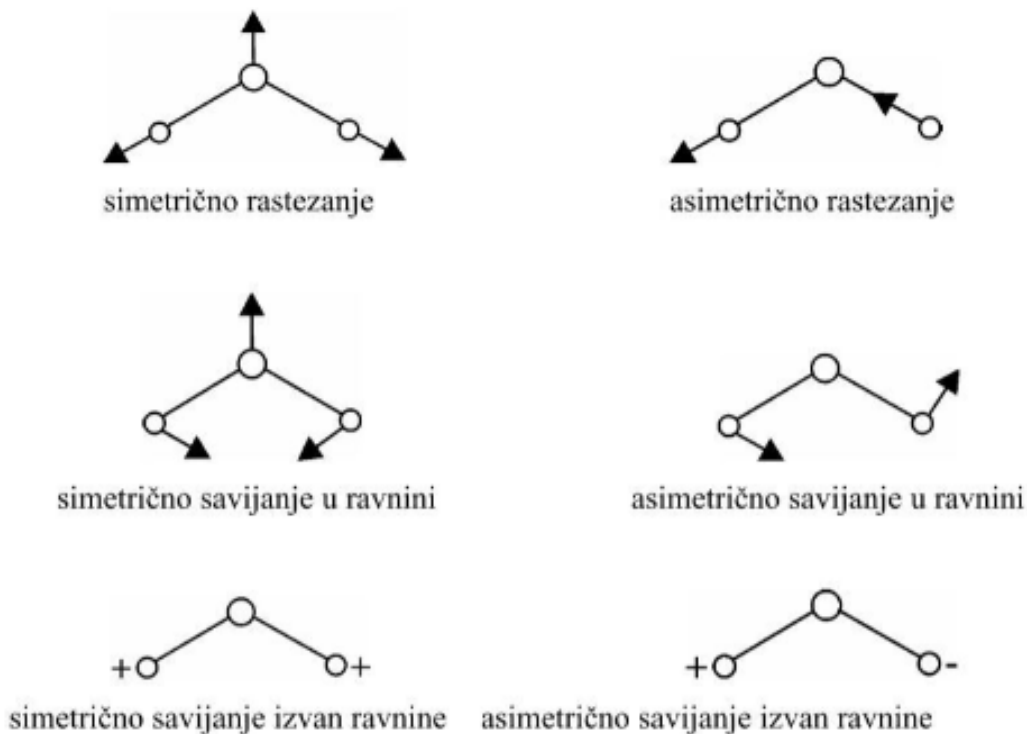 simetrično rastezanje
asimetrično rastezanje
simetrično savijanje u ravnini
asimetrično savijanje u ravnini
+ +
+ -
simetrično savijanje izvan ravnine
asimetrično savijanje izvan ravnine